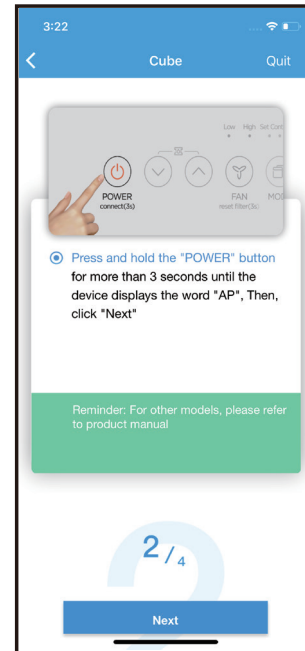 3:22
Cube
Quit
Low High Set Cont
POWER
connect(3s)
FAN
reset filter(3s)
MOD
Press and hold the "POWER" button
for more than 3 seconds until the
device displays the word "AP", Then,
click "Next"
Reminder: For other models, please refer
to product manual
2/4
Next